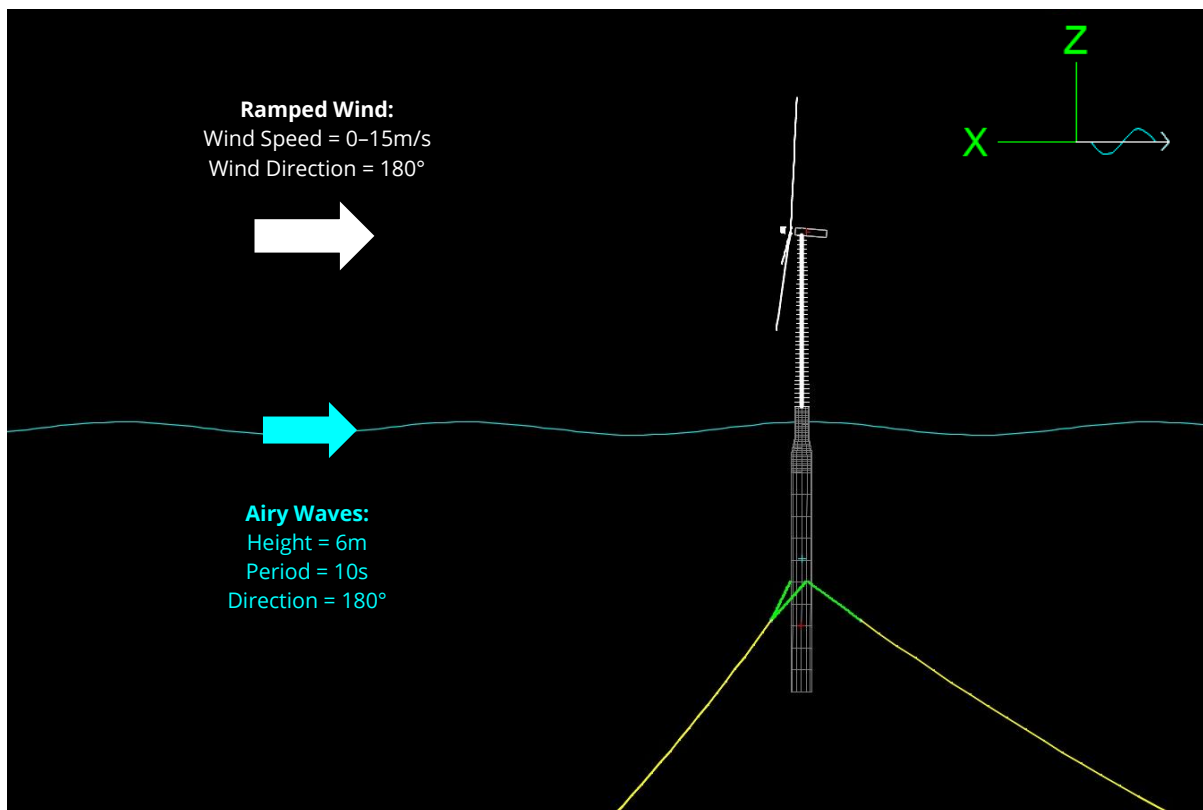 Z
X
Ramped Wind:
Wind Speed = 0–15m/s
Wind Direction = 180°
Airy Waves:
Height = 6m
Period = 10s
Direction = 180°